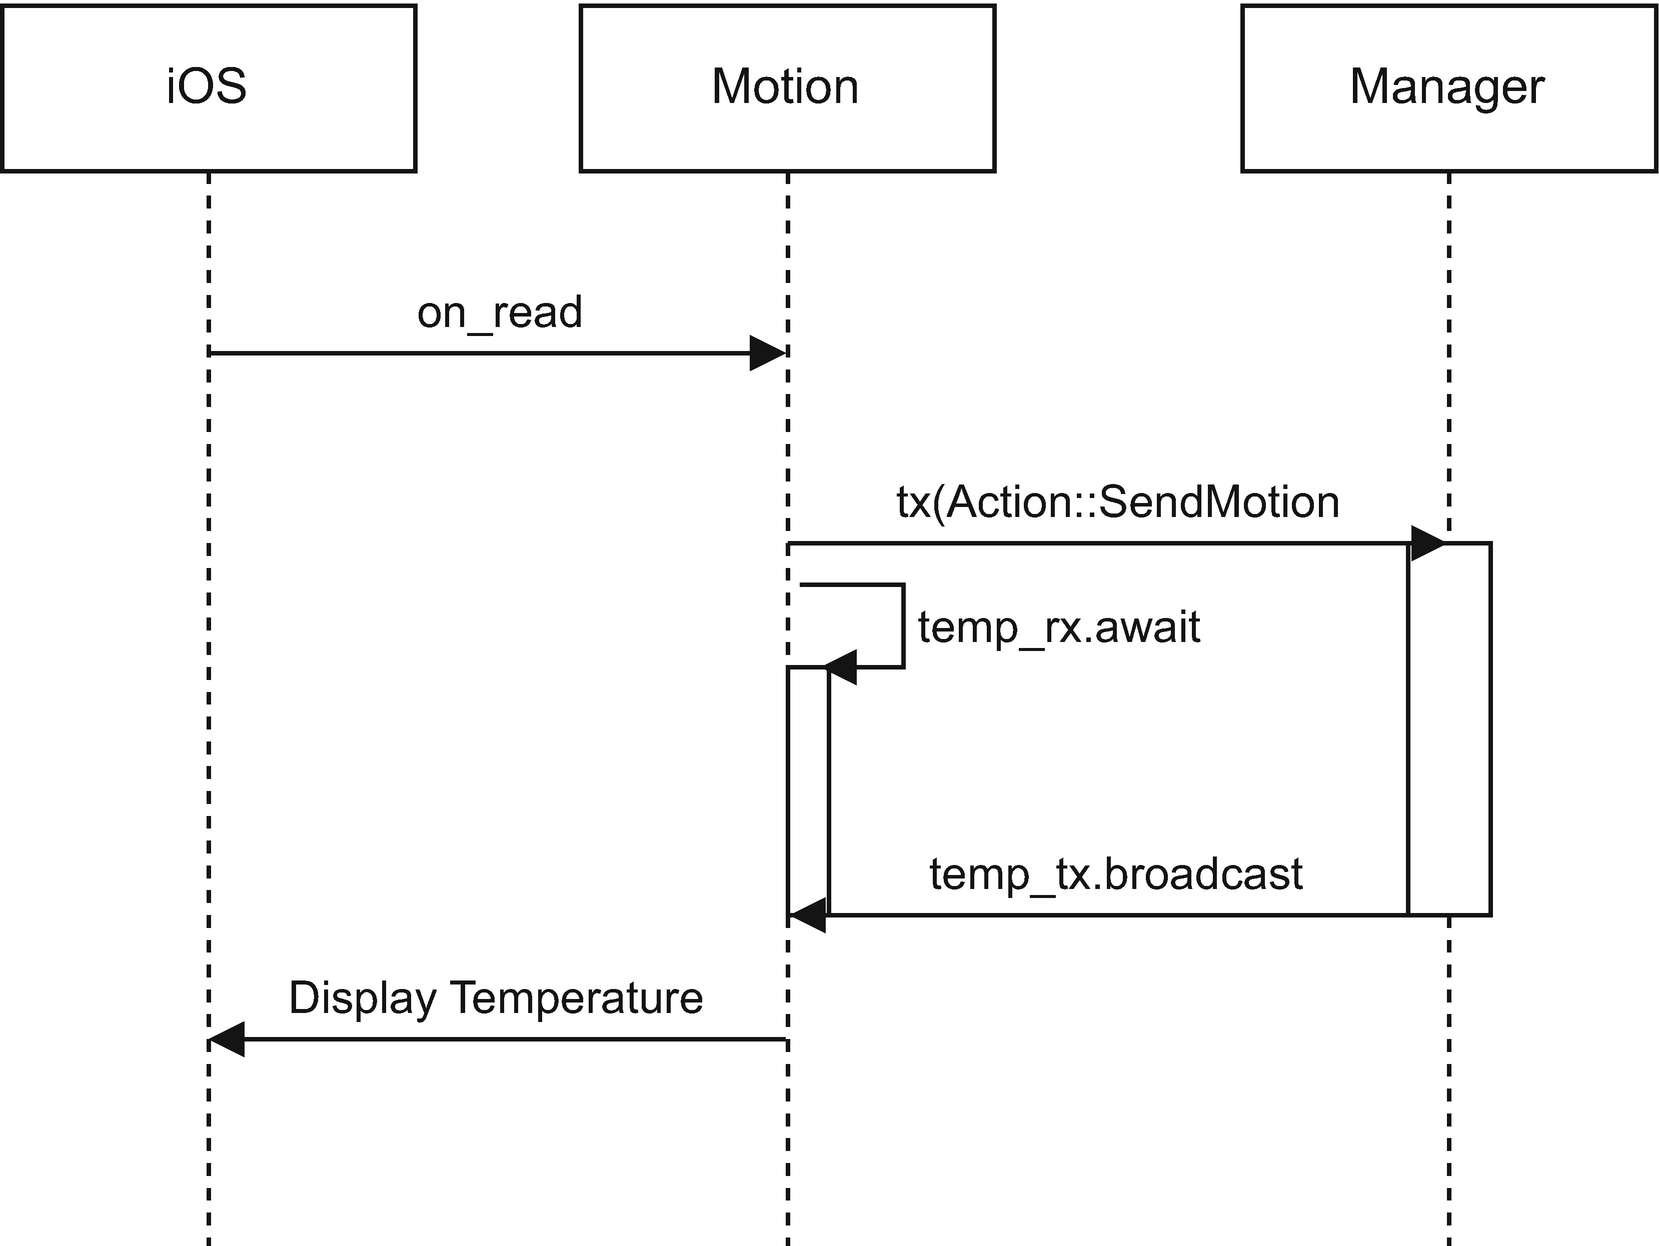 iOS
Motion
Manager
on_read
tx(Action::SendMotion
temp_rx.await
temp_tx.broadcast
Display Temperature